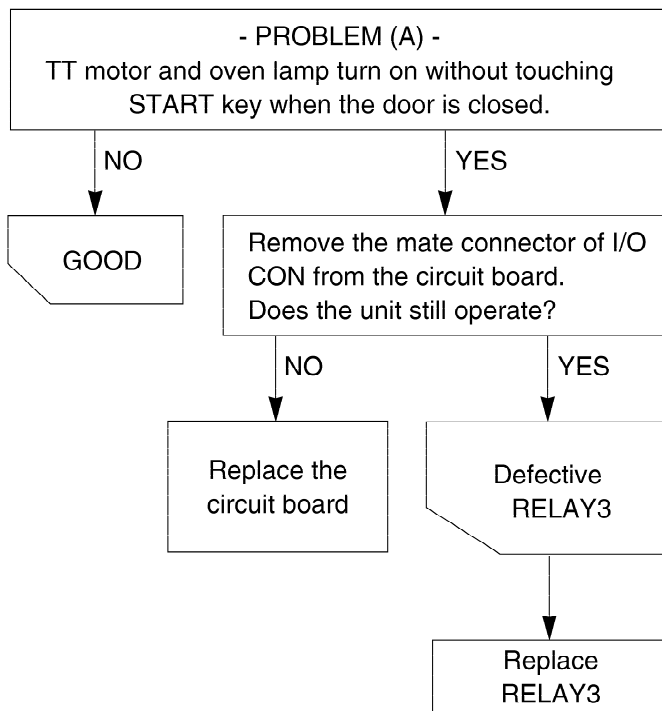 - PROBLEM (A) -
TT motor and oven lamp turn on without touching
START key when the door is closed.
NO
YES
GOOD
Remove the mate connector of I/O
CON from the circuit board.
Does the unit still operate?
NO
YES
Replace the
circuit board
Defective
RELAY3
Replace
RELAY3